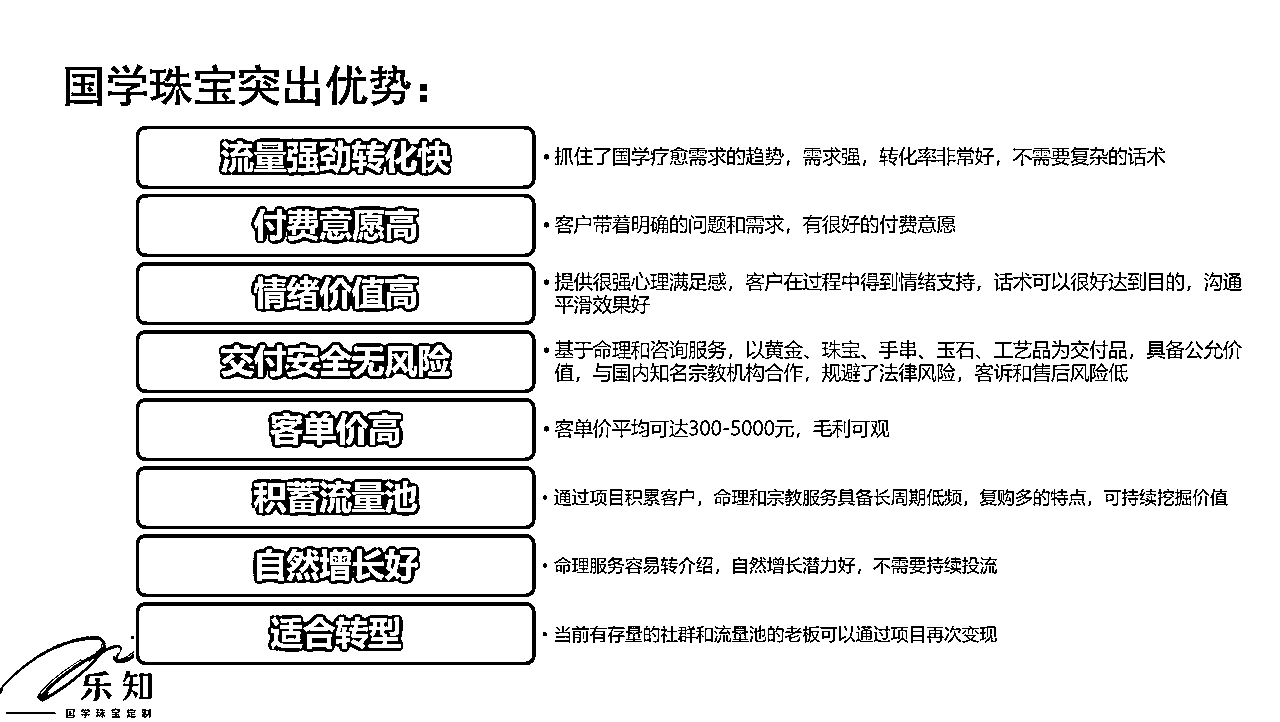 国学珠宝突出优势：
流量强劲转化快
• 抓住了国学疗愈需求的趋势，需求强，转化率非常好，不需要复杂的话术
付费意愿高
• 客户带着明确的问题和需求，有很好的付费意愿
情绪价值高
• 提供很强心理满足感，客户在过程中得到情绪支持，话术可以很好达到目的，沟通
平滑效果好
交付安全无风险
• 基于命理和咨询服务，以黄金、珠宝、手串、玉石、工艺品为交付品，具备公允价
值，与国内知名宗教机构合作，规避了法律风险，客诉和售后风险低
客单价高
• 客单价平均可达300-5000元，毛利可观
积蓄流量池
• 通过项目积累客户，命理和宗教服务具备长周期低频，复购多的特点，可持续挖掘价值
自然增长好
• 命理服务容易转介绍，自然增长潜力好，不需要持续投流
适合转型
• 当前有存量的社群和流量池的老板可以通过项目再次变现
乐知
国学珠宝定制